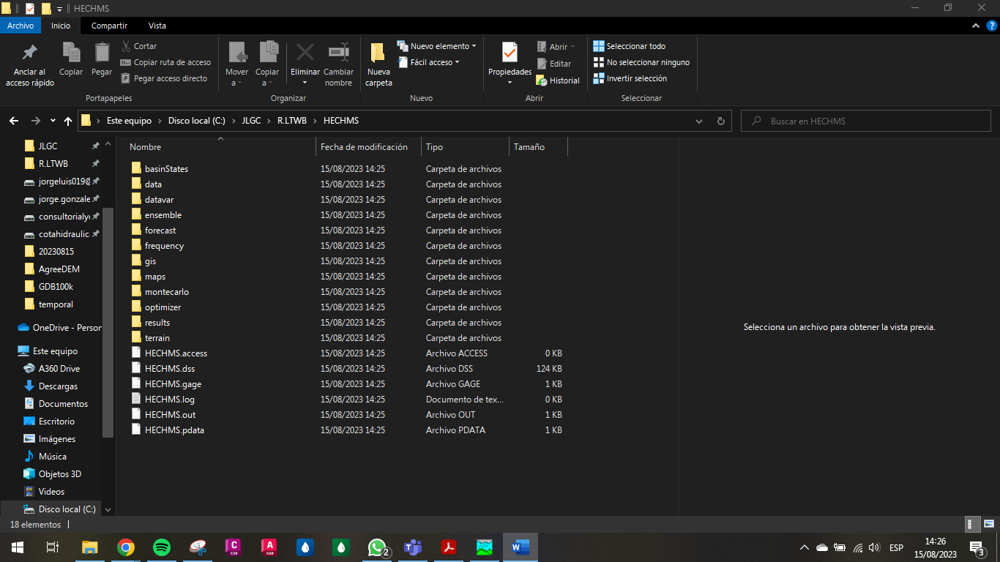 HECHMS
Archivo Inicio Compartir Vista
Anclar al acceso rápido
Copiar
Pegar
Cortar
Copiar ruta de acceso
Pegar acceso directo
Portapapeles
Mover a
Copiar a
Eliminar
Cambiar nombre
Organizar
Nueva carpeta
Nuevo elemento
Fácil acceso
Nuevo
Propiedades
Abrir
Editar
Historial
Abrir
Seleccionar todo
No seleccionar ninguno
Invertir selección
Seleccionar
Este equipo > Disco local (C:) > JLGC > R.LTWB > HECHMS
Buscar en HECHMS
JLGC
R.LTWB
jorgeluis019@
jorge.gonzale
consultorialy
cotahidraulic
20230815
AgreeDEM
GDB100k
temporal
OneDrive - Person
Este equipo
A360 Drive
Descargas
Documentos
Escritorio
Imágenes
Música
Objetos 3D
Videos
Disco local (C:)
Nombre Fecha de modificación Tipo Tamaño
basinStates 15/08/2023 14:25 Carpeta de archivos
data 15/08/2023 14:25 Carpeta de archivos
datavar 15/08/2023 14:25 Carpeta de archivos
ensemble 15/08/2023 14:25 Carpeta de archivos
forecast 15/08/2023 14:25 Carpeta de archivos
frequency 15/08/2023 14:25 Carpeta de archivos
gis 15/08/2023 14:25 Carpeta de archivos
maps 15/08/2023 14:25 Carpeta de archivos
montecarlo 15/08/2023 14:25 Carpeta de archivos
optimizer 15/08/2023 14:25 Carpeta de archivos
results 15/08/2023 14:25 Carpeta de archivos
terrain 15/08/2023 14:25 Carpeta de archivos
HECHMS.access 15/08/2023 14:25 Archivo ACCESS 0 KB
HECHMS.dss 15/08/2023 14:25 Archivo DSS 124 KB
HECHMS.gage 15/08/2023 14:25 Archivo GAGE 1 KB
HECHMS.log 15/08/2023 14:25 Documento de tex... 0 KB
HECHMS.out 15/08/2023 14:25 Archivo OUT 1 KB
HECHMS.pdata 15/08/2023 14:25 Archivo PDATA 1 KB
Selecciona un archivo para obtener la vista previa.
18 elementos
C
C3D
A
CAD
2
W
ESP
14:26
15/08/2023
3